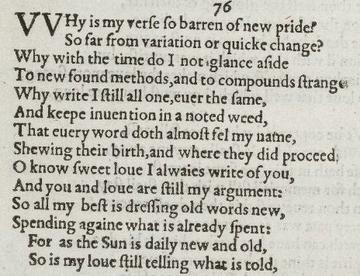 76
VVHy is my verse so barren of new pride?
So far from variation or quicke change?
Why with the time do I not glance aside
To new found methods, and to compounds strange?
Why write I still all one, euer the same,
And keepe inuention in a noted weed,
That euery word doth almost fel my name,
Shewing their birth, and where they did proceed?
O know sweet loue I alwaies write of you,
And you and loue are still my argument:
So all my best is dressing old words new,
Spending againe what is already spent:
For as the Sun is daily new and old,
So is my loue still telling what is told,